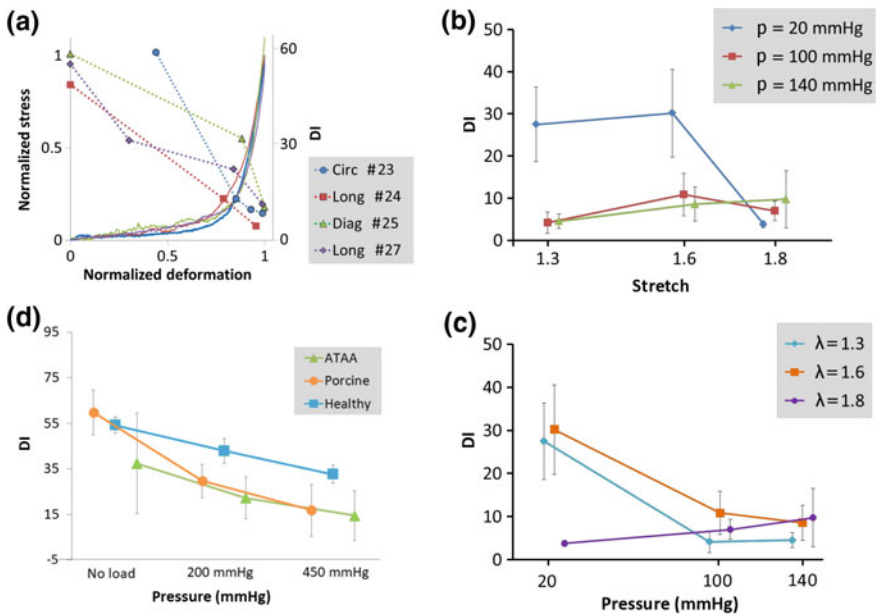 (a)
Normalized stress
1
0.5
0
0
0.5
1
Normalized deformation
60
30
0
DI
Circ #23
Long #24
Diag #25
Long #27
(b)
DI
50
40
30
20
10
0
1.3
1.6
1.8
Stretch
p = 20 mmHg
p = 100 mmHg
p = 140 mmHg
(d)
DI
95
75
55
35
15
-5
No load
200 mmHg
450 mmHg
Pressure (mmHg)
ATAA
Porcine
Healthy
(c)
DI
50
40
30
20
10
0
20
100
140
Pressure (mmHg)
λ=1.3
λ=1.6
λ=1.8